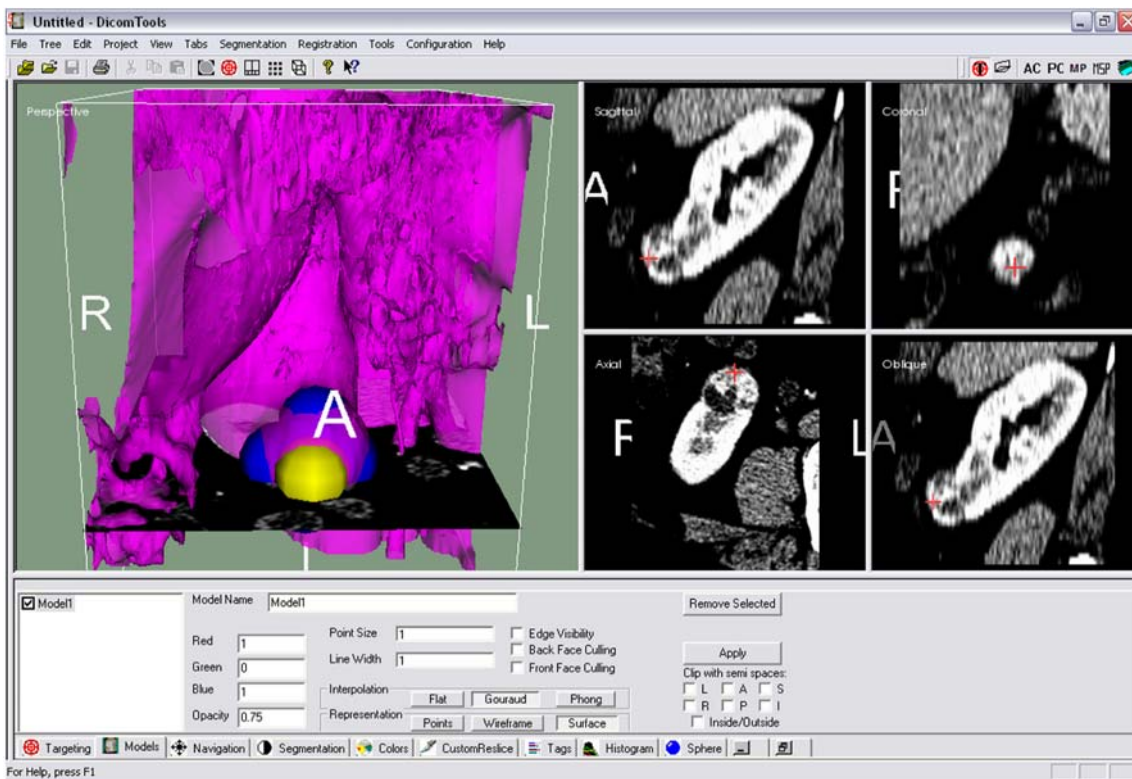 Untitled - DicomTools
File Tree Edit Project View Tabs Segmentation Registration Tools Configuration Help
AC PC MP MSP
Perspective
R
L
A
Sagittal
A
Coronal
Axial
L
Oblique
A
Model1
Model Name Model1
Red 1
Green 0
Blue 1
Opacity 0.75
Point Size 1
Line Width 1
Interpolation
Flat Gouraud Phong
Representation
Points Wireframe Surface
Edge Visibility
Back Face Culling
Front Face Culling
Remove Selected
Apply
Clip with semi spaces:
L A S
R P I
Inside/Outside
Targeting Models Navigation Segmentation Colors CustomReslice Tags Histogram Sphere
For Help, press F1